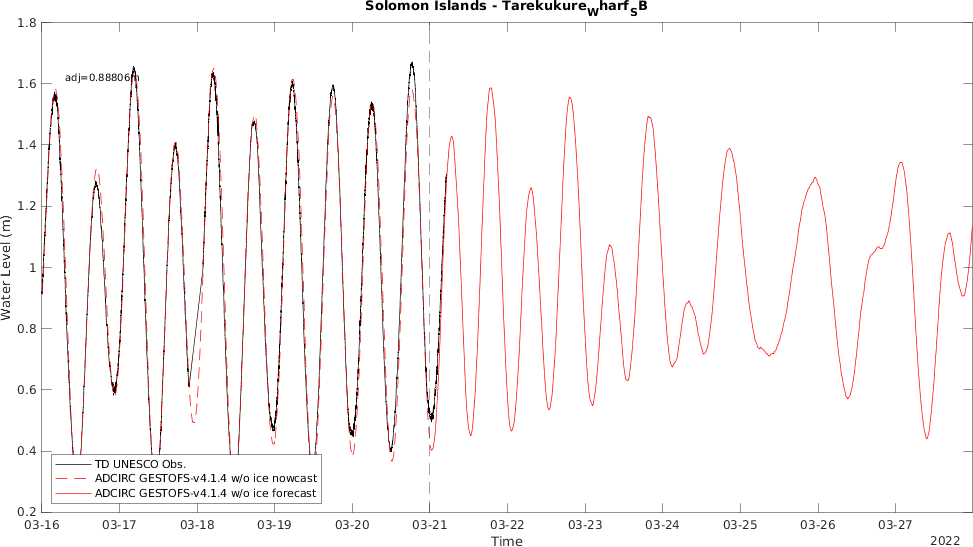 Solomon Islands - Tarekukure_Wharf_SB
1.8
adj=0.88806m
1.6
1.4
1.2
1
0.8
0.6
0.4
0.2
Water Level (m)
TD UNESCO Obs.
ADCIRC GESTOFS-v4.1.4 w/o ice nowcast
ADCIRC GESTOFS-v4.1.4 w/o ice forecast
03-16 03-17 03-18 03-19 03-20 03-21 03-22 03-23 03-24 03-25 03-26 03-27
Time
2022